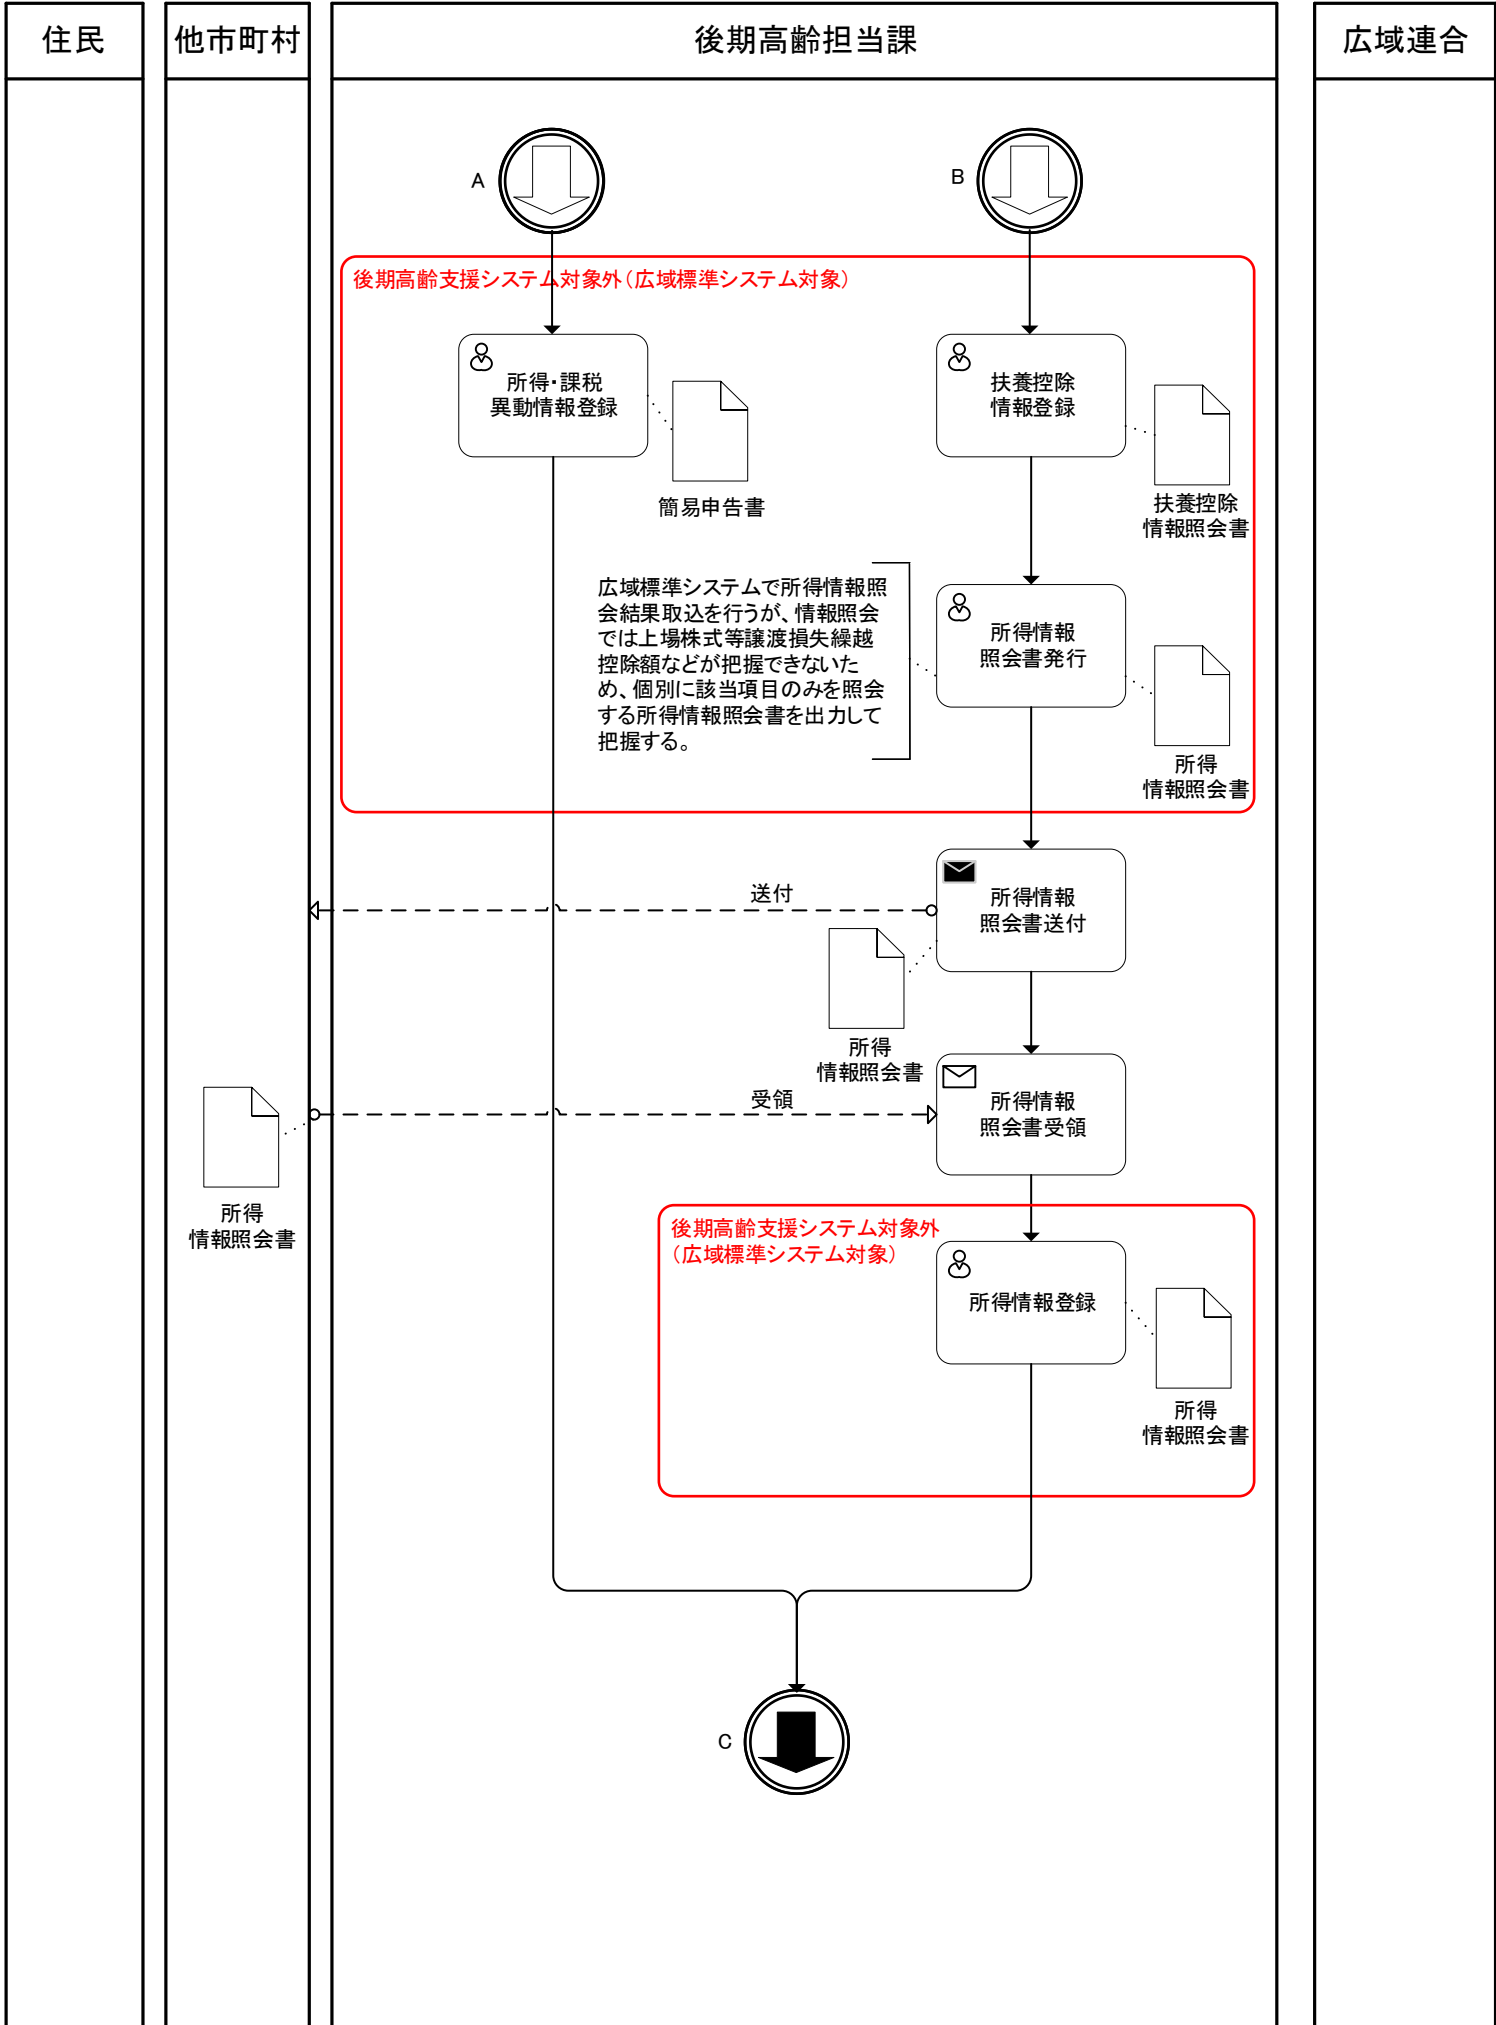 住民
他市町村
後期高齢担当課
広域連合
A
B
後期高齢支援システム対象外（広域標準システム対象）
所得・課税
異動情報登録
簡易申告書
扶養控除
情報登録
扶養控除
情報照会書
広域標準システムで所得情報照
会結果取込を行うが、情報照会
では上場株式等譲渡損失繰越
控除額などが把握できないた
め、個別に該当項目のみを照会
する所得情報照会書を出力して
把握する。
所得情報
照会書発行
所得
情報照会書
送付
所得情報
照会書送付
所得
情報照会書
受領
所得情報
照会書受領
所得
情報照会書
後期高齢支援システム対象外
（広域標準システム対象）
所得情報登録
所得
情報照会書
C